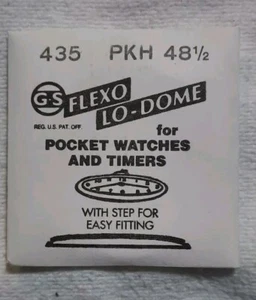 435 PKH 48½
G-S FLEXO
LO-DOME
REG. U.S. PAT. OFF.
for
POCKET WATCHES
AND TIMERS
WITH STEP FOR
EASY FITTING